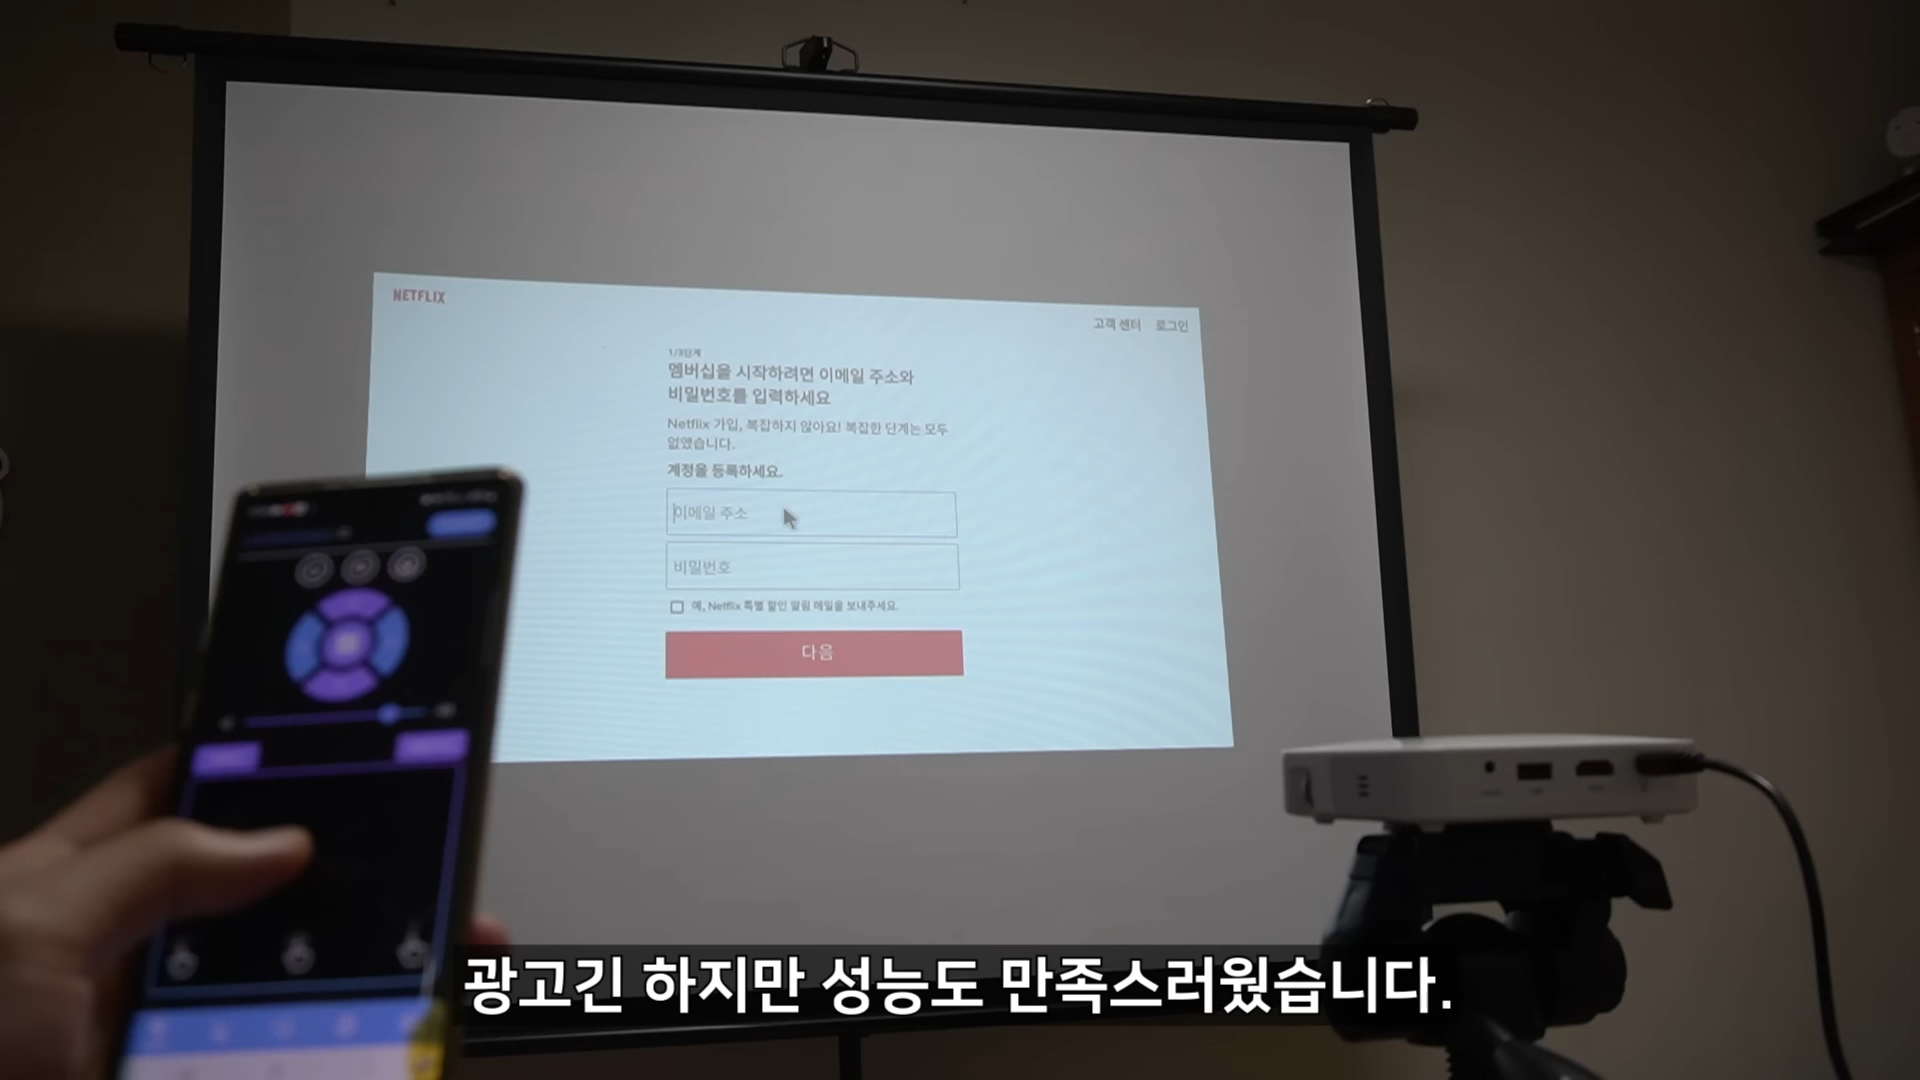 NETFLIX
고객 센터 로그인
1/3단계
멤버십을 시작하려면 이메일 주소와
비밀번호를 입력하세요
Netflix 가입, 복잡하지 않아요! 복잡한 단계는 모두
없앴습니다.
계정을 등록하세요.
이메일 주소
비밀번호
예, Netflix 특별 할인 알림 메일을 보내주세요.
다음
광고긴 하지만 성능도 만족스러웠습니다.